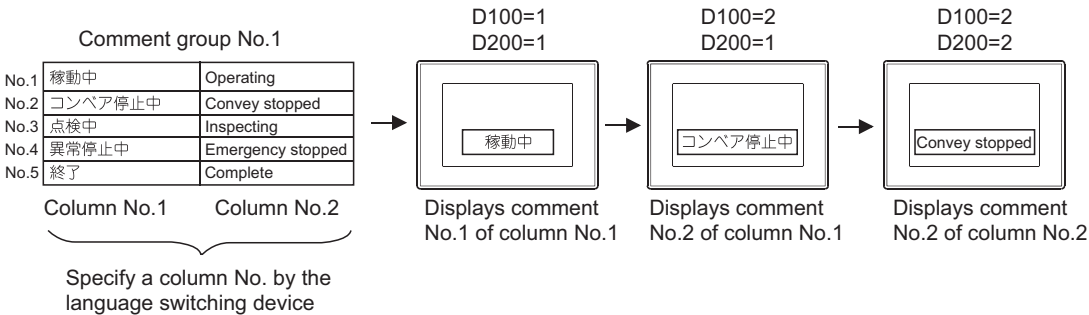 Comment group No.1
No.1 稼動中 Operating
No.2 コンベア停止中 Convey stopped
No.3 点検中 Inspecting
No.4 異常停止中 Emergency stopped
No.5 終了 Complete
Column No.1 Column No.2
Specify a column No. by the
language switching device
D100=1
D200=1
稼動中
Displays comment
No.1 of column No.1
D100=2
D200=1
コンベア停止中
Displays comment
No.2 of column No.1
D100=2
D200=2
Convey stopped
Displays comment
No.2 of column No.2